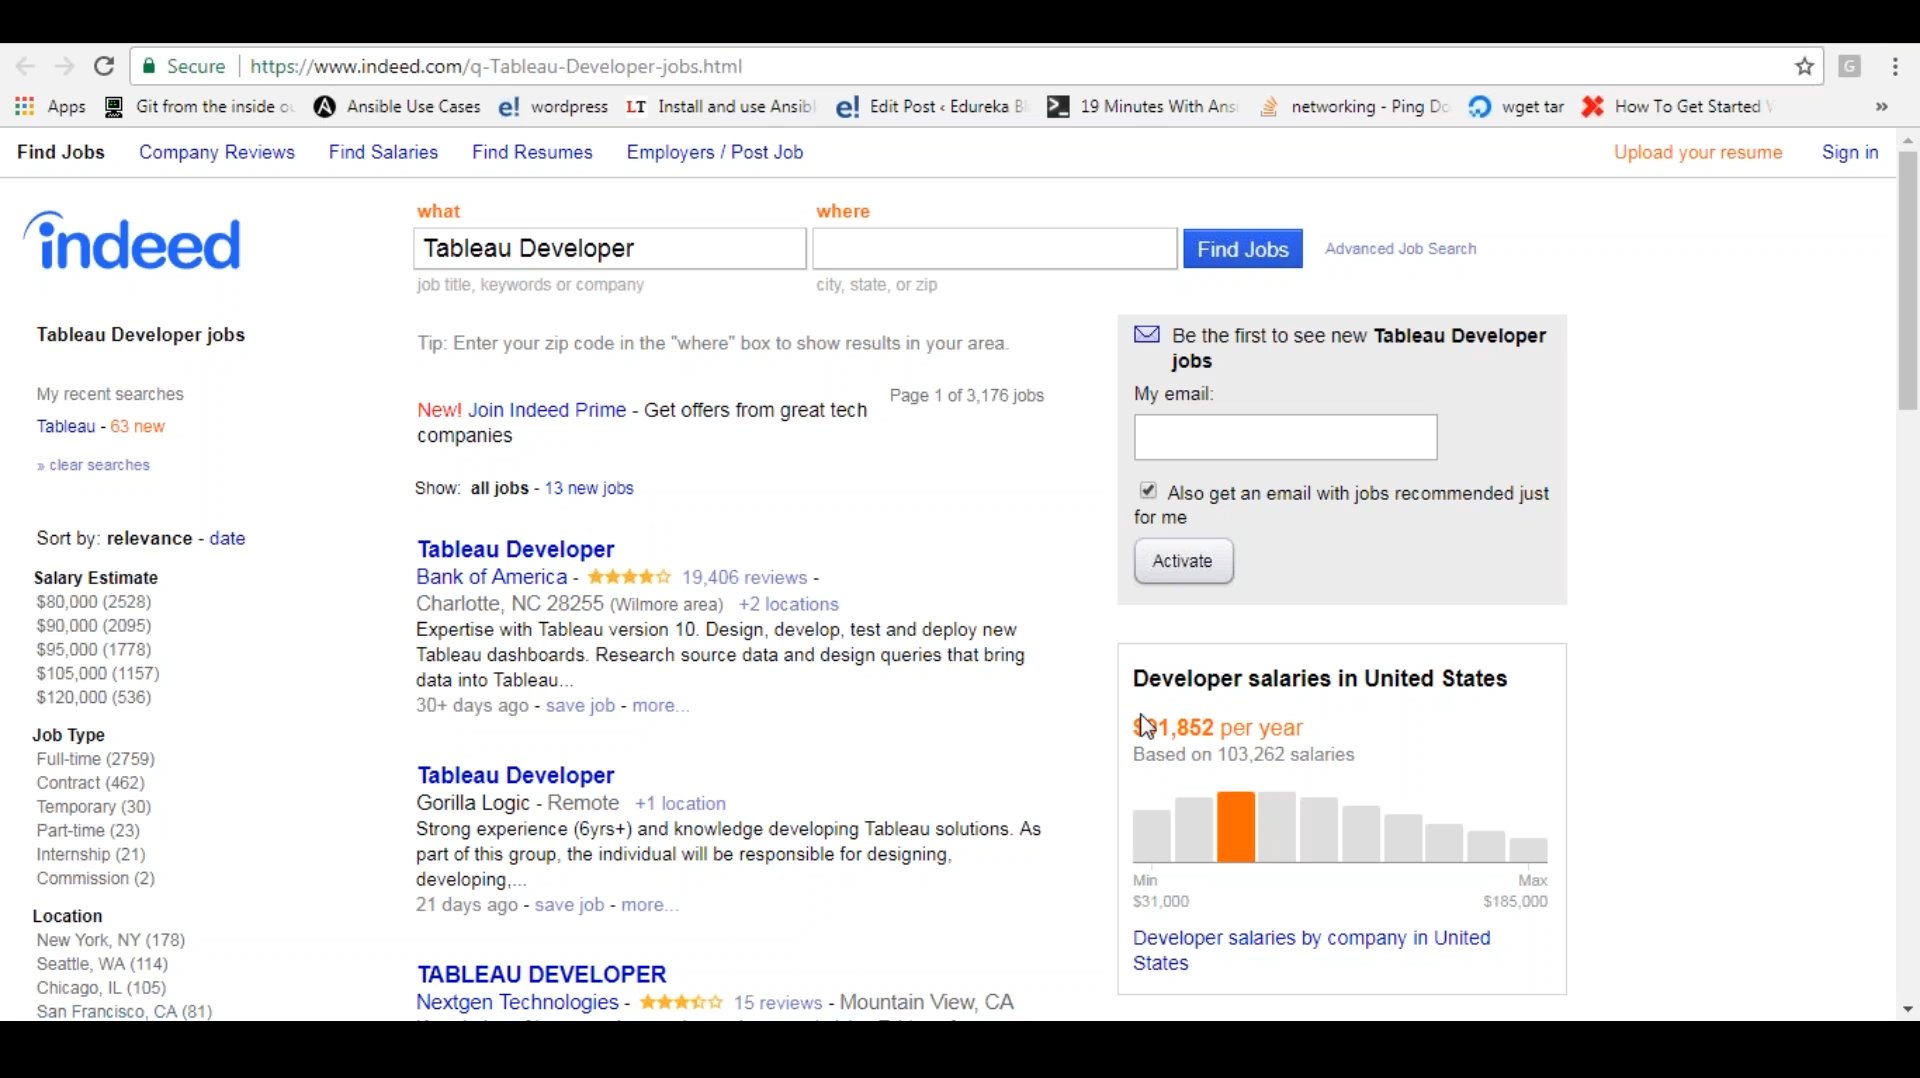 Secure | https://www.indeed.com/q-Tableau-Developer-jobs.html
G
Apps Git from the inside Ansible Use Cases wordpress LT Install and use Ansib Edit Post ‹ Edureka 19 Minutes With networking - Ping wget tar How To Get Started »
Find Jobs Company Reviews Find Salaries Find Resumes Employers / Post Job Upload your resume Sign in
indeed
what where
Tableau Developer Find Jobs Advanced Job Search
job title, keywords or company city, state, or zip
Tableau Developer jobs
My recent searches
Tableau - 63 new
» clear searches
Sort by: relevance - date
Salary Estimate
$80,000 (2528)
$90,000 (2095)
$95,000 (1778)
$105,000 (1157)
$120,000 (536)
Job Type
Full-time (2759)
Contract (462)
Temporary (30)
Part-time (23)
Internship (21)
Commission (2)
Location
New York, NY (178)
Seattle, WA (114)
Chicago, IL (105)
San Francisco, CA (81)
Tip: Enter your zip code in the "where" box to show results in your area.
Page 1 of 3,176 jobs
New! Join Indeed Prime - Get offers from great tech
companies
Show: all jobs - 13 new jobs
Tableau Developer
Bank of America - 19,406 reviews -
Charlotte, NC 28255 (Wilmore area) +2 locations
Expertise with Tableau version 10. Design, develop, test and deploy new
Tableau dashboards. Research source data and design queries that bring
data into Tableau...
30+ days ago - save job - more...
Tableau Developer
Gorilla Logic - Remote +1 location
Strong experience (6yrs+) and knowledge developing Tableau solutions. As
part of this group, the individual will be responsible for designing,
developing,...
21 days ago - save job - more...
TABLEAU DEVELOPER
Nextgen Technologies - 15 reviews - Mountain View, CA
Be the first to see new Tableau Developer
jobs
My email:
Also get an email with jobs recommended just
for me
Activate
Developer salaries in United States
per year
Based on 103,262 salaries
Min Max
$31,000 $185,000
Developer salaries by company in United
States